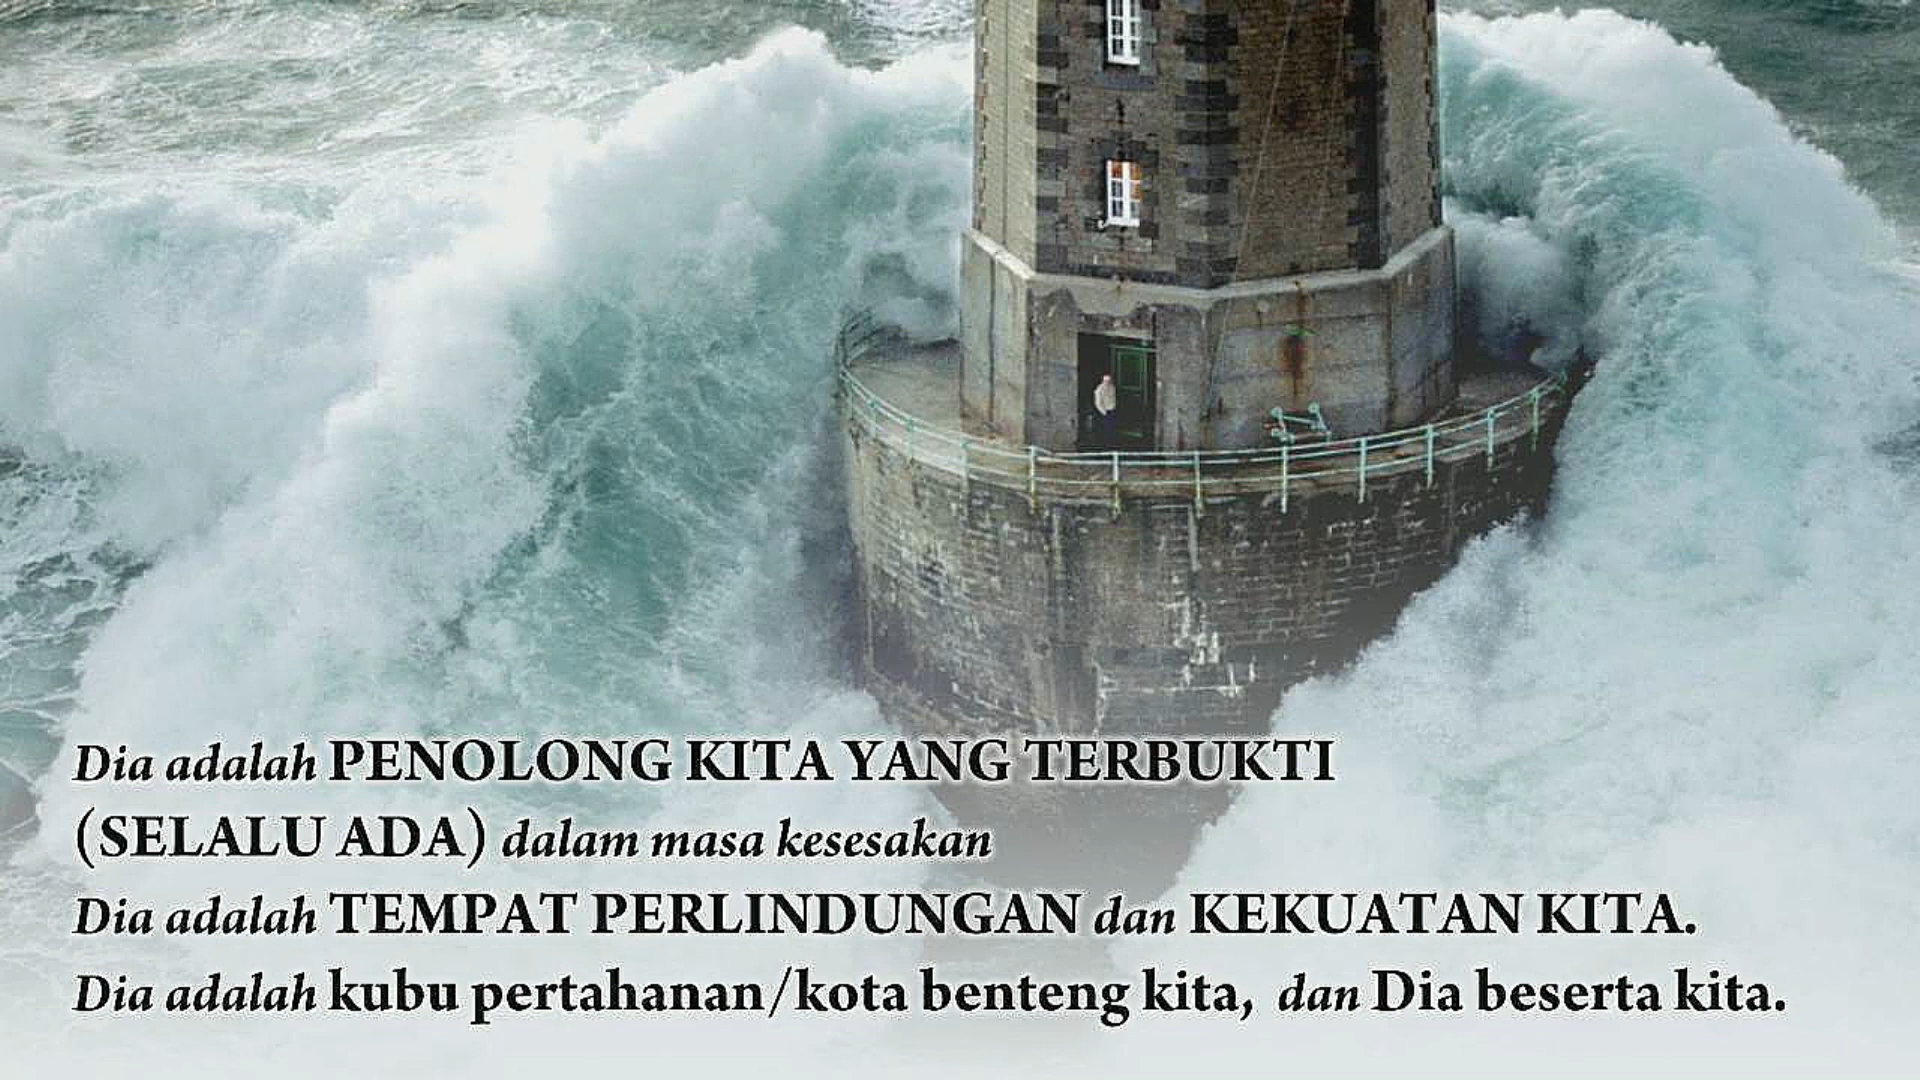 Dia adalah PENOLONG KITA YANG TERBUKTI
(SELALU ADA) dalam masa kesesakan
Dia adalah TEMPAT PERLINDUNGAN dan KEKUATAN KITA.
Dia adalah kubu pertahanan/kota benteng kita, dan Dia beserta kita.